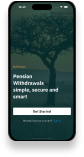 Pension
Withdrawals
simple, secure and
smart
Get Started